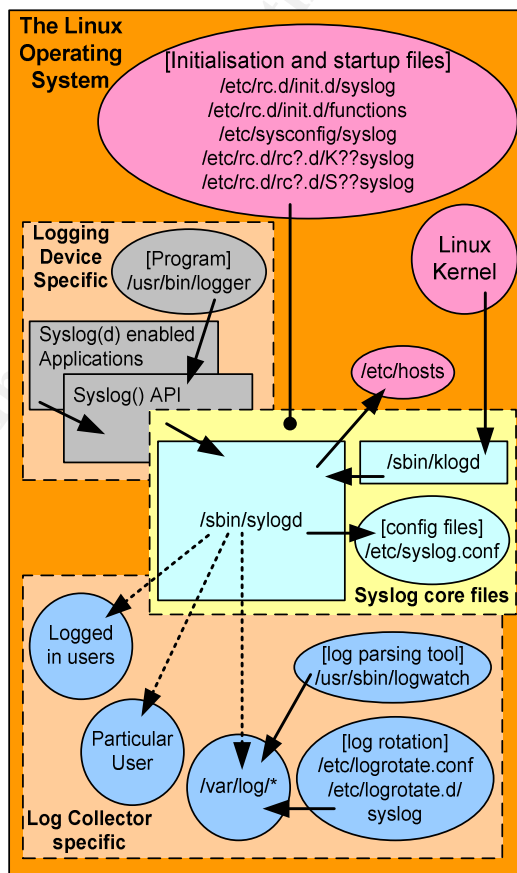 The Linux
Operating
System
[Initialisation and startup files]
/etc/rc.d/init.d/syslog
/etc/rc.d/init.d/functions
/etc/sysconfig/syslog
/etc/rc.d/rc?.d/K??syslog
/etc/rc.d/rc?.d/S??syslog
Logging
Device
Specific
[Program]
/usr/bin/logger
Linux
Kernel
Syslog(d) enabled
Applications
Syslog() API
/etc/hosts
/sbin/klogd
/sbin/sylogd
[config files]
/etc/syslog.conf
Syslog core files
Logged
in users
[log parsing tool]
/usr/sbin/logwatch
Particular
User
/var/log/*
[log rotation]
/etc/logrotate.conf
/etc/logrotate.d/
syslog
Log Collector
specific